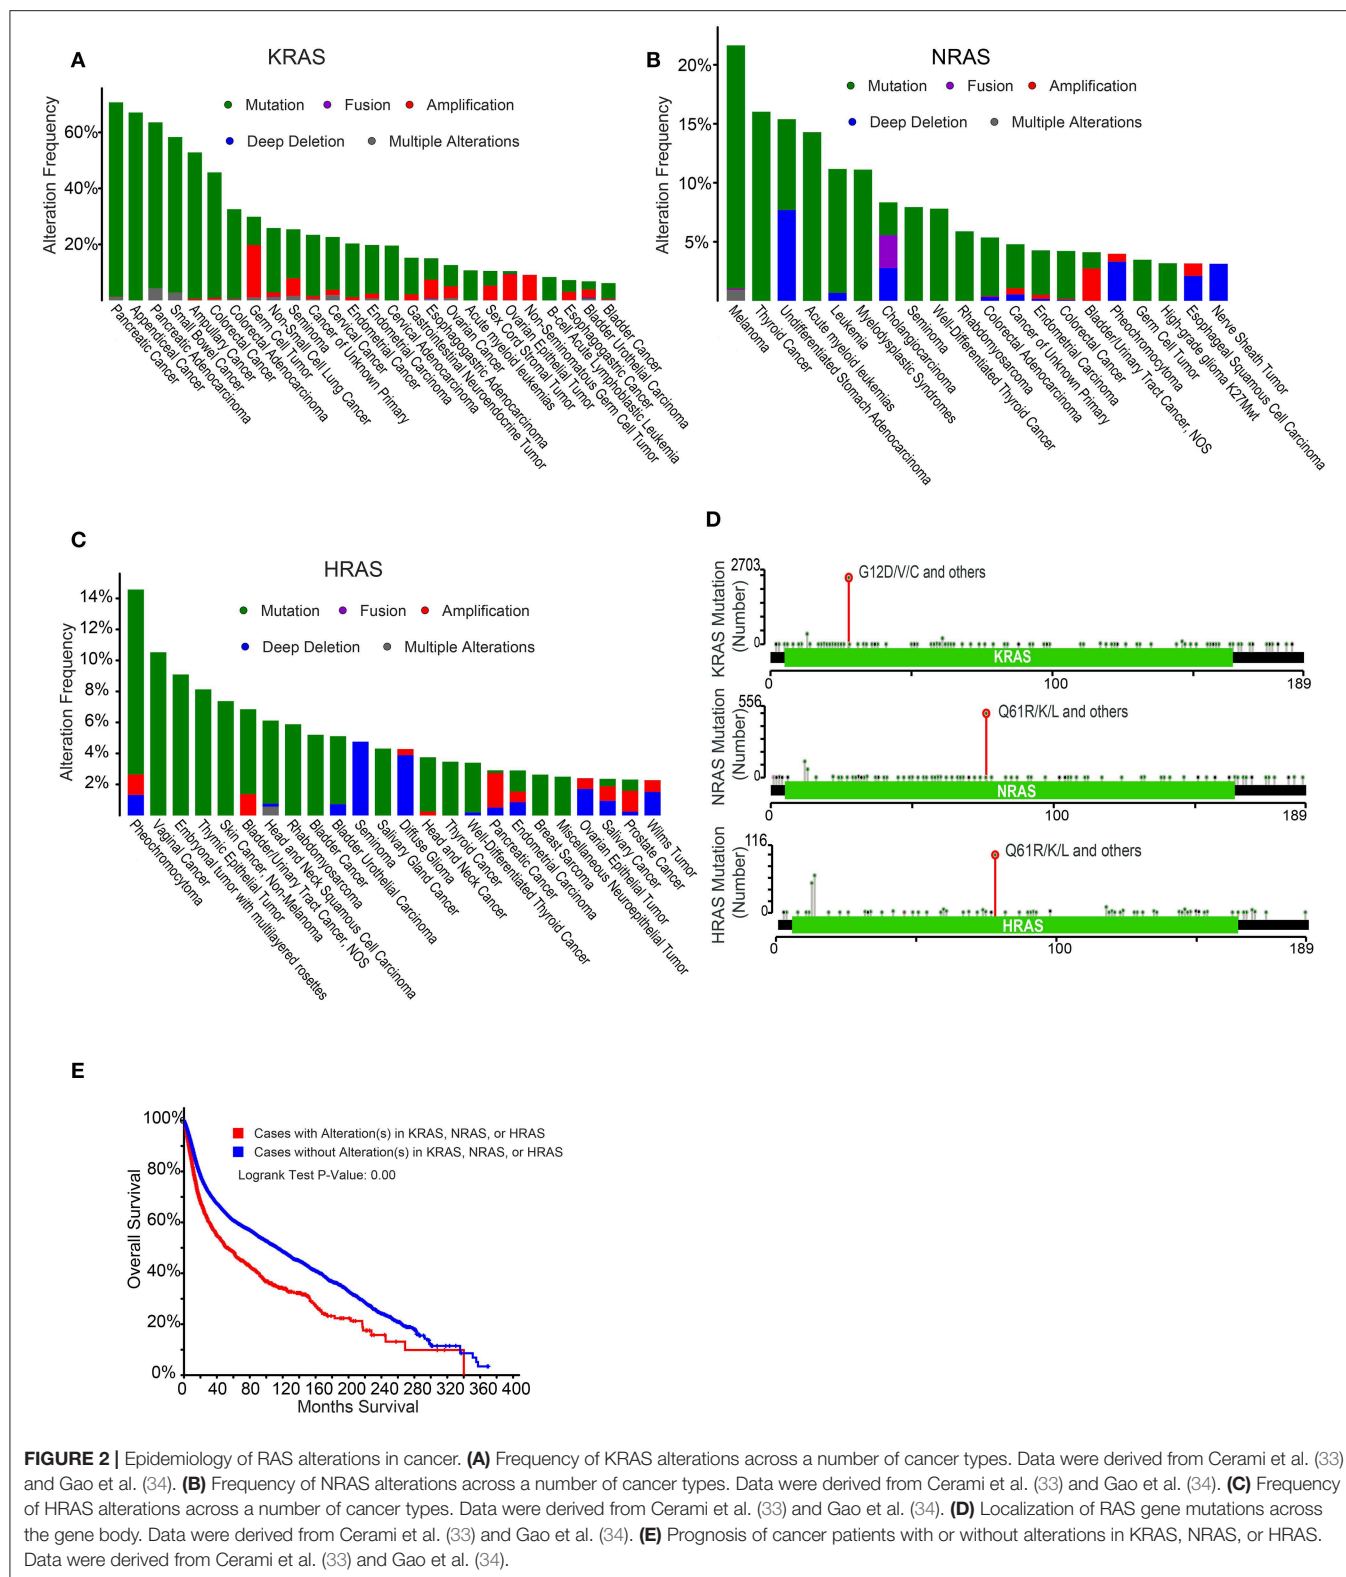 A
KRAS
Mutation Fusion Amplification
Deep Deletion Multiple Alterations
Alteration Frequency
60%
40%
20%
Pancreatic Cancer
Appendiceal Cancer
Pancreatic Adenocarcinoma
Small Bowel Cancer
Ampullary Cancer
Colorectal Cancer
Colorectal Adenocarcinoma
Germ Cell Tumor
Non-Small Cell Lung Cancer
Seminoma
Cancer of Unknown Primary
Cervical Cancer
Endometrial Cancer
Endometrial Carcinoma
Cervical Adenocarcinoma
Gastrointestinal Neuroendocrine Tumor
Esophagogastric Adenocarcinoma
Ovarian Cancer
Acute myeloid leukemias
Sex Cord Stromal Tumor
Ovarian Epithelial Tumor
Non-Seminomatous Germ Cell Tumor
B-cell Acute Lymphoblastic Leukemia
Esophagogastric Cancer
Bladder Urothelial Carcinoma
Bladder Cancer
B
NRAS
Mutation Fusion Amplification
Deep Deletion Multiple Alterations
Alteration Frequency
20%
15%
10%
5%
Melanoma
Thyroid Cancer
Undifferentiated Stomach Adenocarcinoma
Acute myeloid leukemias
Leukemia
Myelodysplastic Syndromes
Cholangiocarcinoma
Seminoma
Well-Differentiated Thyroid Cancer
Rhabdomyosarcoma
Colorectal Adenocarcinoma
Cancer of Unknown Primary
Endometrial Carcinoma
Colorectal Cancer
Bladder/Urinary Tract Cancer, NOS
Pheochromocytoma
Germ Cell Tumor
High-grade glioma K27Mwt
Esophageal Squamous Cell Carcinoma
Nerve Sheath Tumor
C
HRAS
Mutation Fusion Amplification
Deep Deletion Multiple Alterations
Alteration Frequency
14%
12%
10%
8%
6%
4%
2%
Pheochromocytoma
Vaginal Cancer
Embryonal tumor with multilayered rosettes
Thymic Epithelial Tumor
Skin Cancer, Non-Melanoma
Bladder/Urinary Tract Cancer, NOS
Head and Neck Squamous Cell Carcinoma
Rhabdomyosarcoma
Bladder Cancer
Bladder Urothelial Carcinoma
Seminoma
Salivary Gland Cancer
Diffuse Glioma
Head and Neck Cancer
Thyroid Cancer
Well-Differentiated Thyroid Cancer
Pancreatic Cancer
Endometrial Carcinoma
Breast Sarcoma
Miscellaneous Neuroepithelial Tumor
Ovarian Epithelial Tumor
Salivary Cancer
Prostate Cancer
Wilms Tumor
D
KRAS Mutation
(Number)
2703
0
G12D/V/C and others
KRAS
0 100 189
NRAS Mutation
(Number)
556
0
Q61R/K/L and others
NRAS
0 100 189
HRAS Mutation
(Number)
116
0
Q61R/K/L and others
HRAS
0 100 189
E
Overall Survival
100%
80%
60%
40%
20%
0%
Cases with Alteration(s) in KRAS, NRAS, or HRAS
Cases without Alteration(s) in KRAS, NRAS, or HRAS
Logrank Test P-Value: 0.00
0 40 80 120 160 200 240 280 320 360 400
Months Survival
FIGURE 2 | Epidemiology of RAS alterations in cancer. (A) Frequency of KRAS alterations across a number of cancer types. Data were derived from Cerami et al. (33)
and Gao et al. (34). (B) Frequency of NRAS alterations across a number of cancer types. Data were derived from Cerami et al. (33) and Gao et al. (34). (C) Frequency
of HRAS alterations across a number of cancer types. Data were derived from Cerami et al. (33) and Gao et al. (34). (D) Localization of RAS gene mutations across
the gene body. Data were derived from Cerami et al. (33) and Gao et al. (34). (E) Prognosis of cancer patients with or without alterations in KRAS, NRAS, or HRAS.
Data were derived from Cerami et al. (33) and Gao et al. (34).